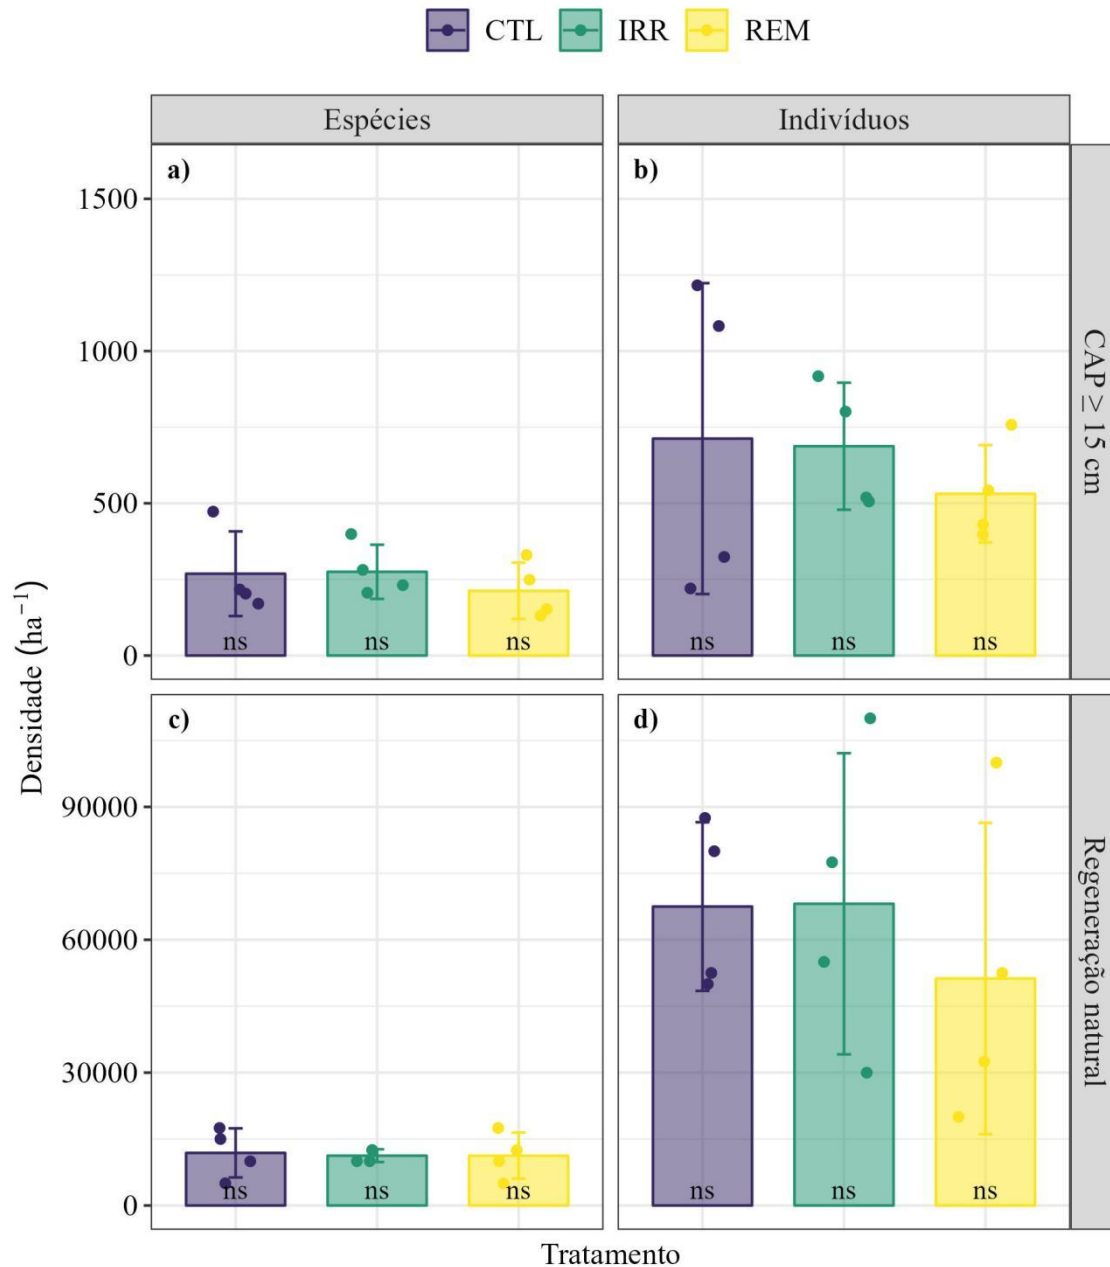 CTL IRR REM
Espécies
Indivíduos
a)
b)
1500
1000
500
0
ns ns ns
ns ns ns
CAP ≥ 15 cm
Densidade (ha⁻¹)
c)
d)
90000
60000
30000
0
ns ns ns
ns ns ns
Regeneração natural
Tratamento